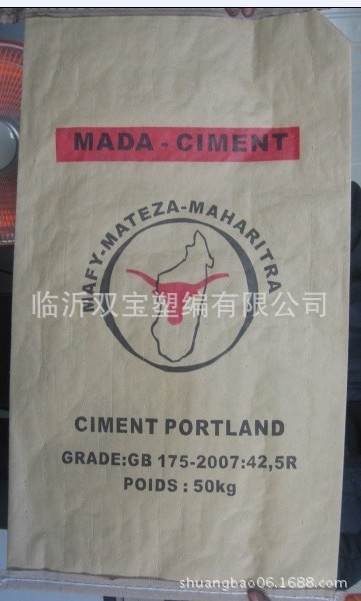 MADA - CIMENT
MAFY-MATEZA-MAHARITRA
临沂双宝塑编有限公司
CIMENT PORTLAND
GRADE:GB 175-2007:42,5R
POIDS : 50kg
shuangbao06.1688.com